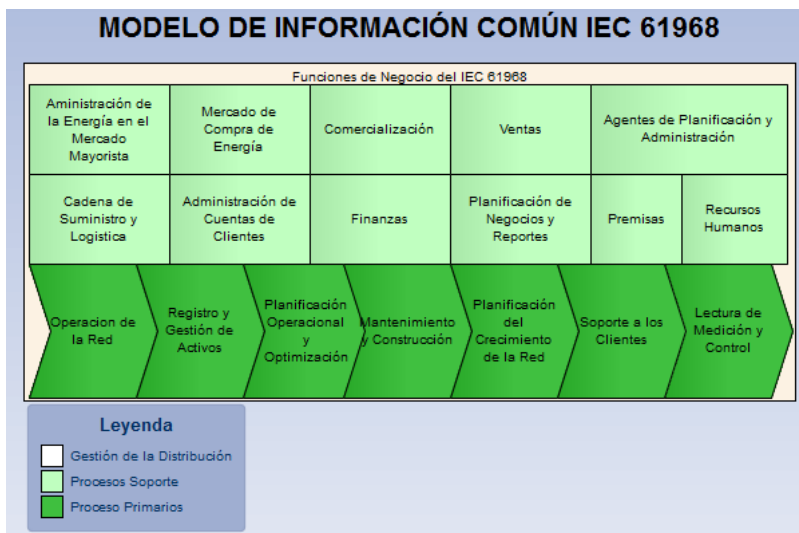 MODELO DE INFORMACIÓN COMÚN IEC 61968
Funciones de Negocio del IEC 61968
Aministración de
la Energía en el
Mercado
Mayorista
Mercado de
Compra de
Energía
Comercialización
Ventas
Agentes de Planificación y
Administración
Cadena de
Suministro y
Logistica
Administración de
Cuentas de
Clientes
Finanzas
Planificación de
Negocios y
Reportes
Premisas
Recursos
Humanos
Operacion de
la Red
Registro y
Gestión de
Activos
Planificación
Operacional
y
Optimización
Mantenimiento
y Construcción
Planificación
del
Crecimiento
de la Red
Soporte a los
Clientes
Lectura de
Medición y
Control
Leyenda
Gestión de la Distribución
Procesos Soporte
Proceso Primarios